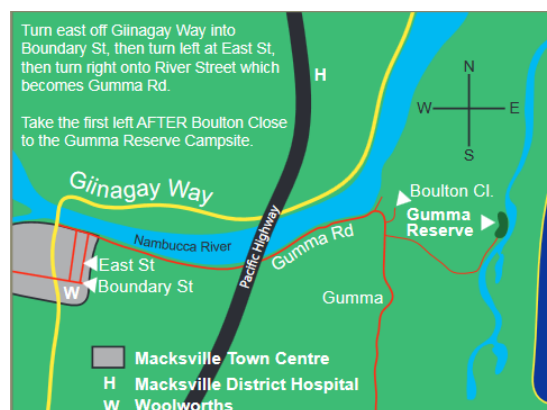 Turn east off Giinagay Way into
Boundary St, then turn left at East St,
then turn right onto River Street which
becomes Gumma Rd.
Take the first left AFTER Boulton Close
to the Gumma Reserve Campsite.
H
N
W
E
S
Giinagay Way
Boulton Cl.
Gumma
Reserve
Nambucca River
Pacific Highway
Gumma Rd
East St
Boundary St
W
Gumma
Macksville Town Centre
H Macksville District Hospital
W Woolworths